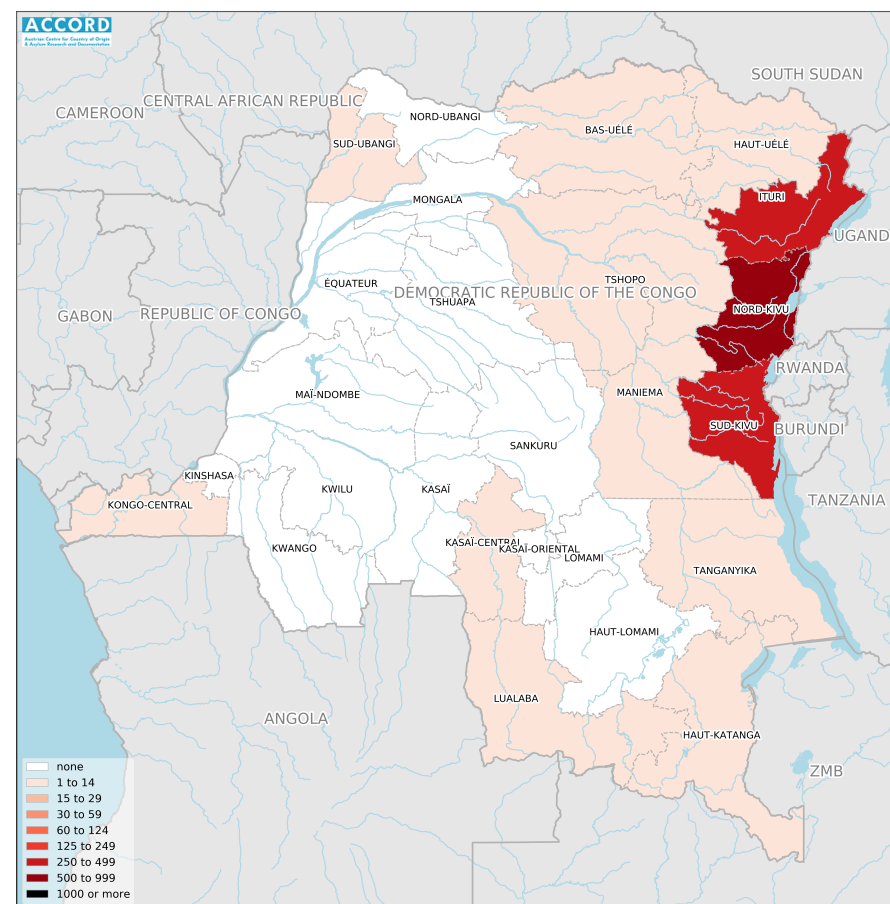 ACCORD
Austrian Centre for Country of Origin
& Asylum Research and Documentation
SOUTH SUDAN
CENTRAL AFRICAN REPUBLIC
CAMEROON
NORD-UBANGI
BAS-UÉLÉ
SUD-UBANGI
HAUT-UÉLÉ
ITURI
MONGALA
UGAND
TSHOPO
ÉQUATEUR
DEMOCRATIC REPUBLIC OF THE CONGO
TSHUAPA
NORD-KIVU
REPUBLIC OF CONGO
GABON
RWANDA
MANIEMA
MAÏ-NDOMBE
SUD-KIVU
BURUNDI
SANKURU
KINSHASA
KWILU
KASAÏ
TANZANIA
KONGO-CENTRAL
KASAÏ-CENTRAL
KASAÏ-ORIENTAL
KWANGO
LOMAMI
TANGANYIKA
HAUT-LOMAMI
LUALABA
ANGOLA
HAUT-KATANGA
ZMB
none
1 to 14
15 to 29
30 to 59
60 to 124
125 to 249
250 to 499
500 to 999
1000 or more